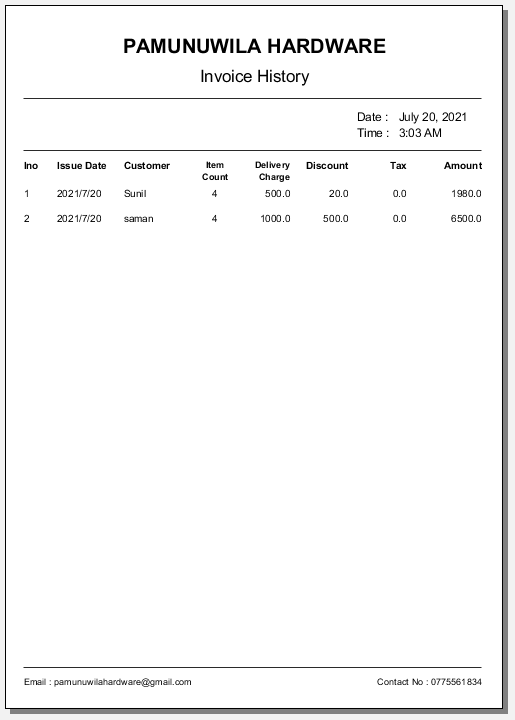 PAMUNUWILA HARDWARE
Invoice History
Date : July 20, 2021
Time : 3:03 AM
Ino Issue Date Customer Item Count Delivery Charge Discount Tax Amount
1 2021/7/20 Sunil 4 500.0 20.0 0.0 1980.0
2 2021/7/20 saman 4 1000.0 500.0 0.0 6500.0
Email : pamunuwilahardware@gmail.com Contact No : 0775561834